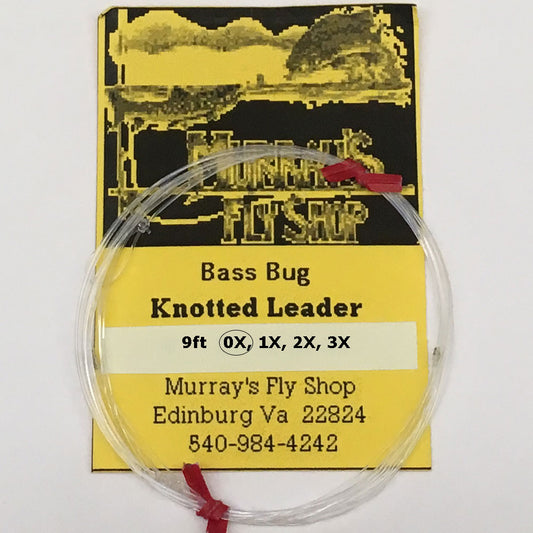 MURRAY'S
FLY SHOP
Bass Bug
Knotted Leader
9ft 0X, 1X, 2X, 3X
Murray's Fly Shop
Edinburg Va 22824
540-984-4242